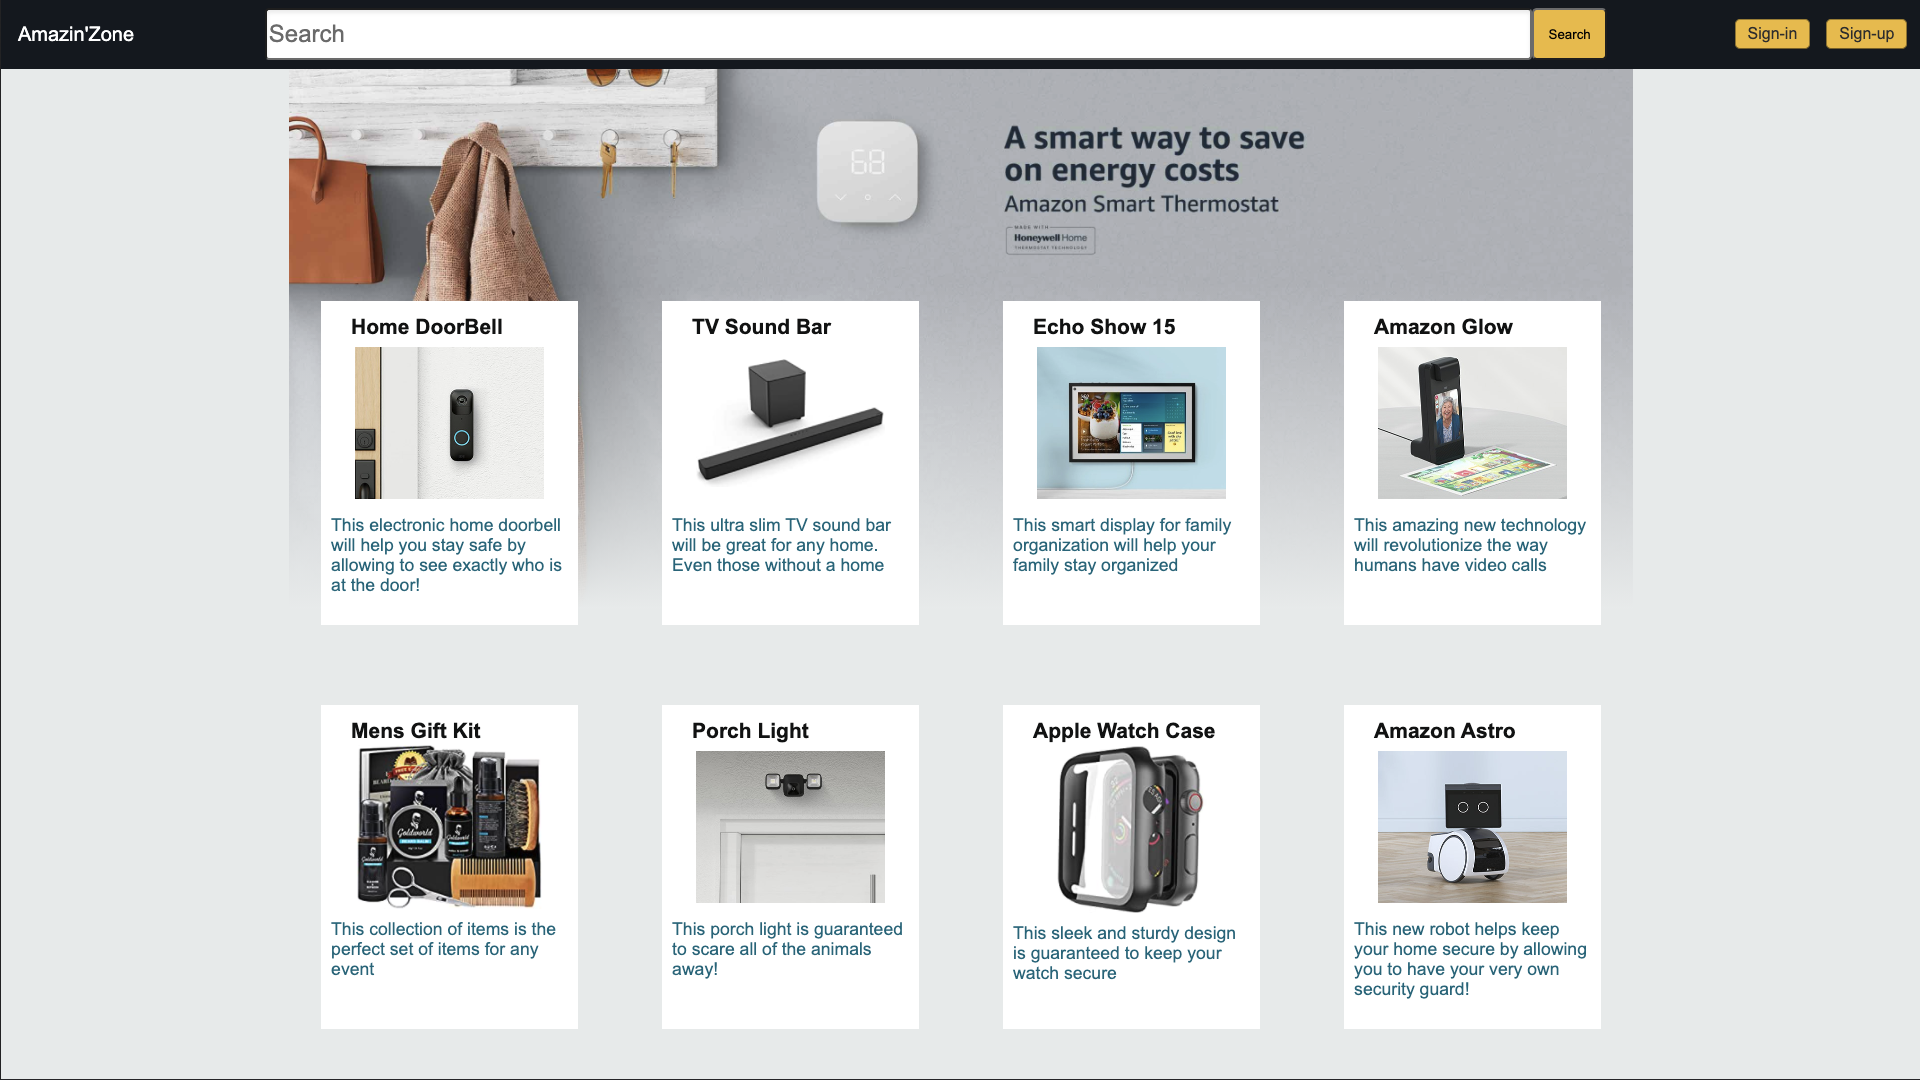 Amazin'Zone
Search
Search
Sign-in
Sign-up
68
A smart way to save
on energy costs
Amazon Smart Thermostat
MADE WITH
Honeywell Home
THERMOSTAT TECHNOLOGY
Home DoorBell
This electronic home doorbell
will help you stay safe by
allowing to see exactly who is
at the door!
TV Sound Bar
This ultra slim TV sound bar
will be great for any home.
Even those without a home
Echo Show 15
This smart display for family
organization will help your
family stay organized
Amazon Glow
This amazing new technology
will revolutionize the way
humans have video calls
Mens Gift Kit
Goldworld
This collection of items is the
perfect set of items for any
event
Porch Light
This porch light is guaranteed
to scare all of the animals
away!
Apple Watch Case
This sleek and sturdy design
is guaranteed to keep your
watch secure
Amazon Astro
This new robot helps keep
your home secure by allowing
you to have your very own
security guard!